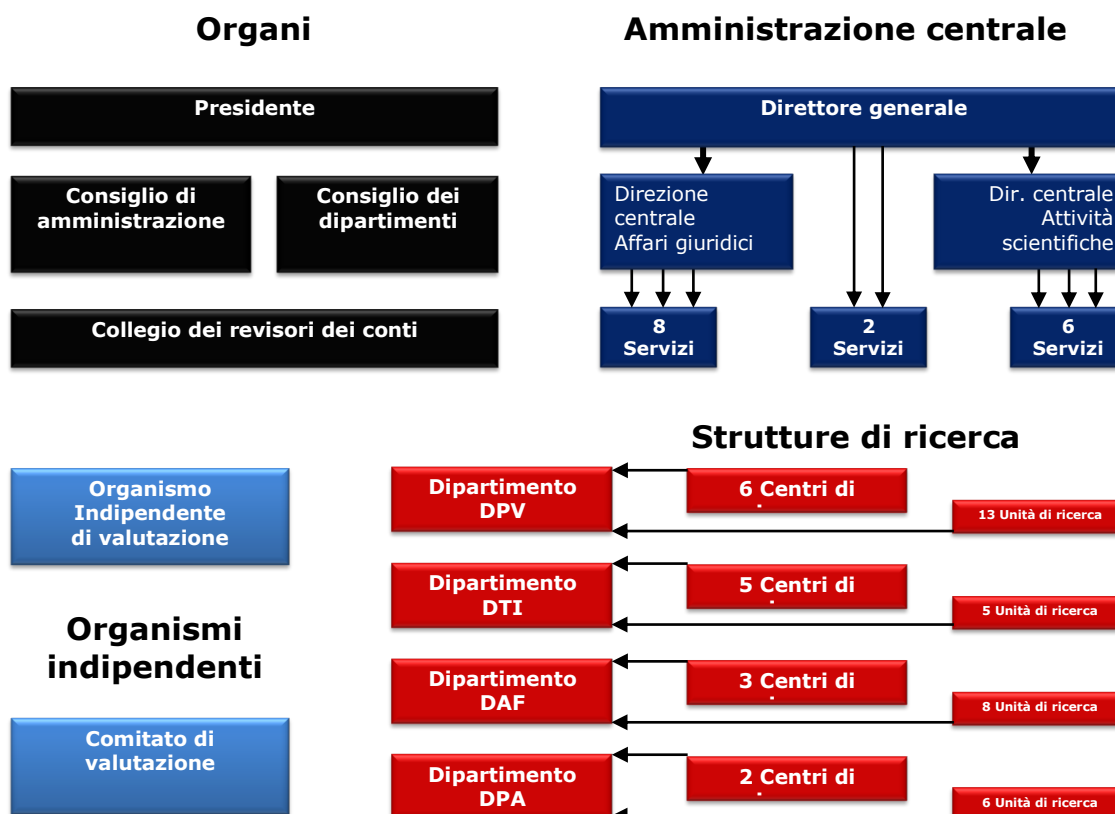 Organi
Presidente
Consiglio di
amministrazione
Consiglio dei
dipartimenti
Collegio dei revisori dei conti
Amministrazione centrale
Direttore generale
Direzione
centrale
Affari giuridici
Dir. centrale
Attività
scientifiche
8
Servizi
2
Servizi
6
Servizi
Organismo
Indipendente
di valutazione
Organismi
indipendenti
Comitato di
valutazione
Strutture di ricerca
Dipartimento
DPV
6 Centri di
13 Unità di ricerca
Dipartimento
DTI
5 Centri di
5 Unità di ricerca
Dipartimento
DAF
3 Centri di
8 Unità di ricerca
Dipartimento
DPA
2 Centri di
6 Unità di ricerca